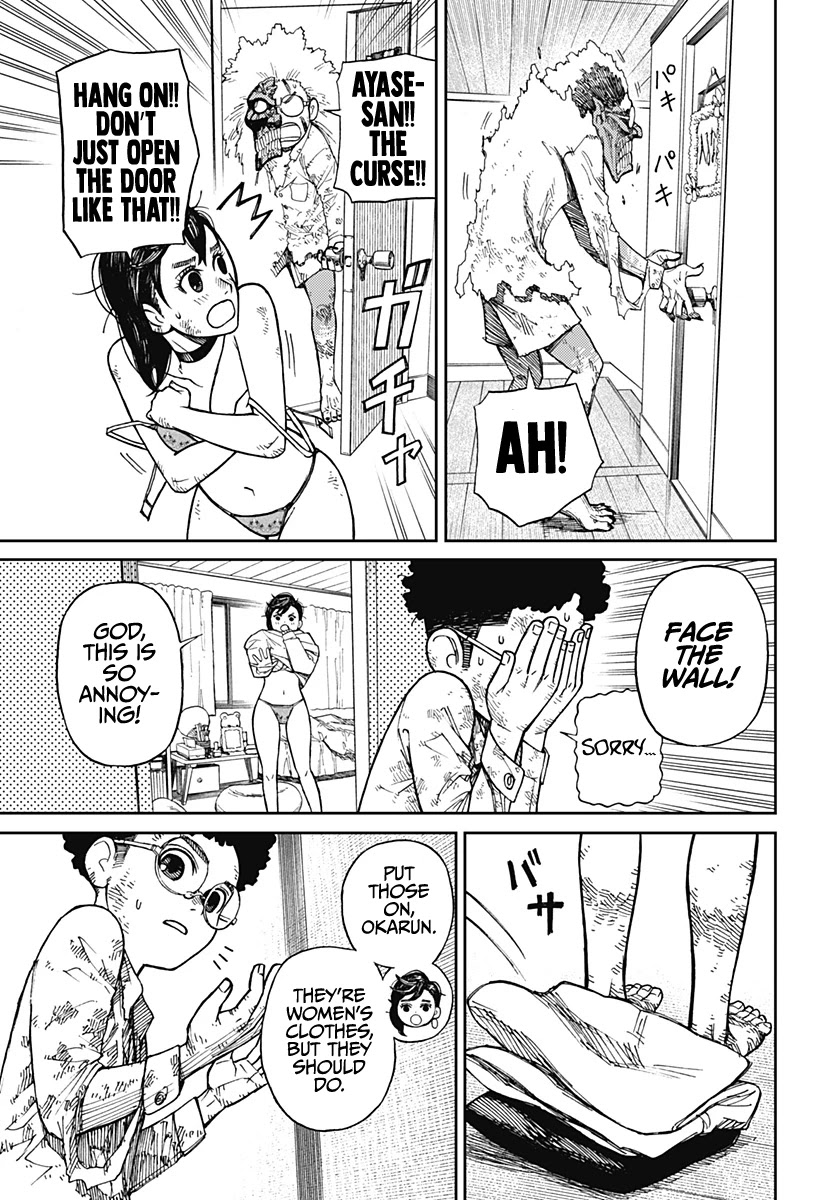 パキ
パキ
AH!
AYASE-
SAN!!
THE
CURSE!!
HANG ON!!
DON'T
JUST OPEN
THE DOOR
LIKE THAT!!
ガチャ
FACE
THE
WALL!
SORRY...
GOD,
THIS IS
SO
ANNOY-
ING!
バサ
PUT
THOSE
ON,
OKARUN.
THEY'RE
WOMEN'S
CLOTHES,
BUT THEY
SHOULD
DO.